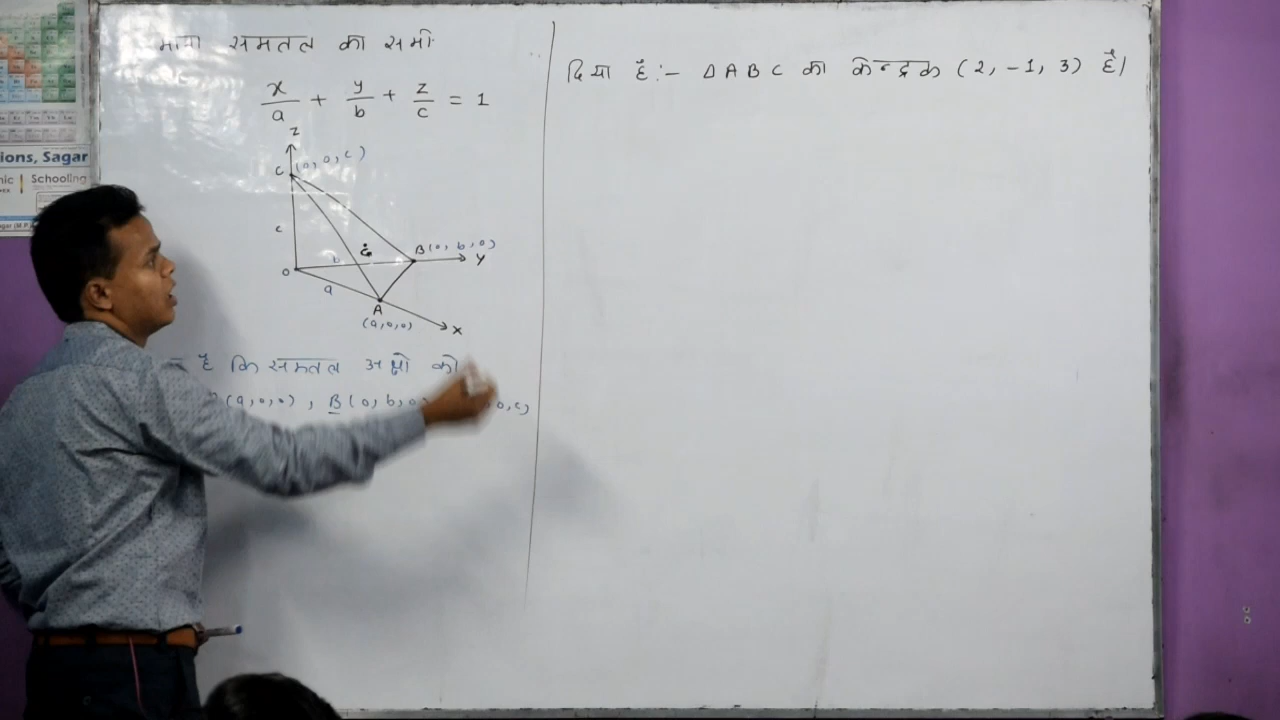 माना समतल का समी
x/a + y/b + z/c = 1
Z
C (0, 0, c)
c
G
B(0, b, 0)
b
Y
O
a
A
(a, 0, 0)
X
है कि समतल अक्षों को
(a, 0, 0), B(0, b, 0
0, c,
दिया है:- ΔABC का केन्द्रक (2, -1, 3) है।
ions, Sagar
Schooling